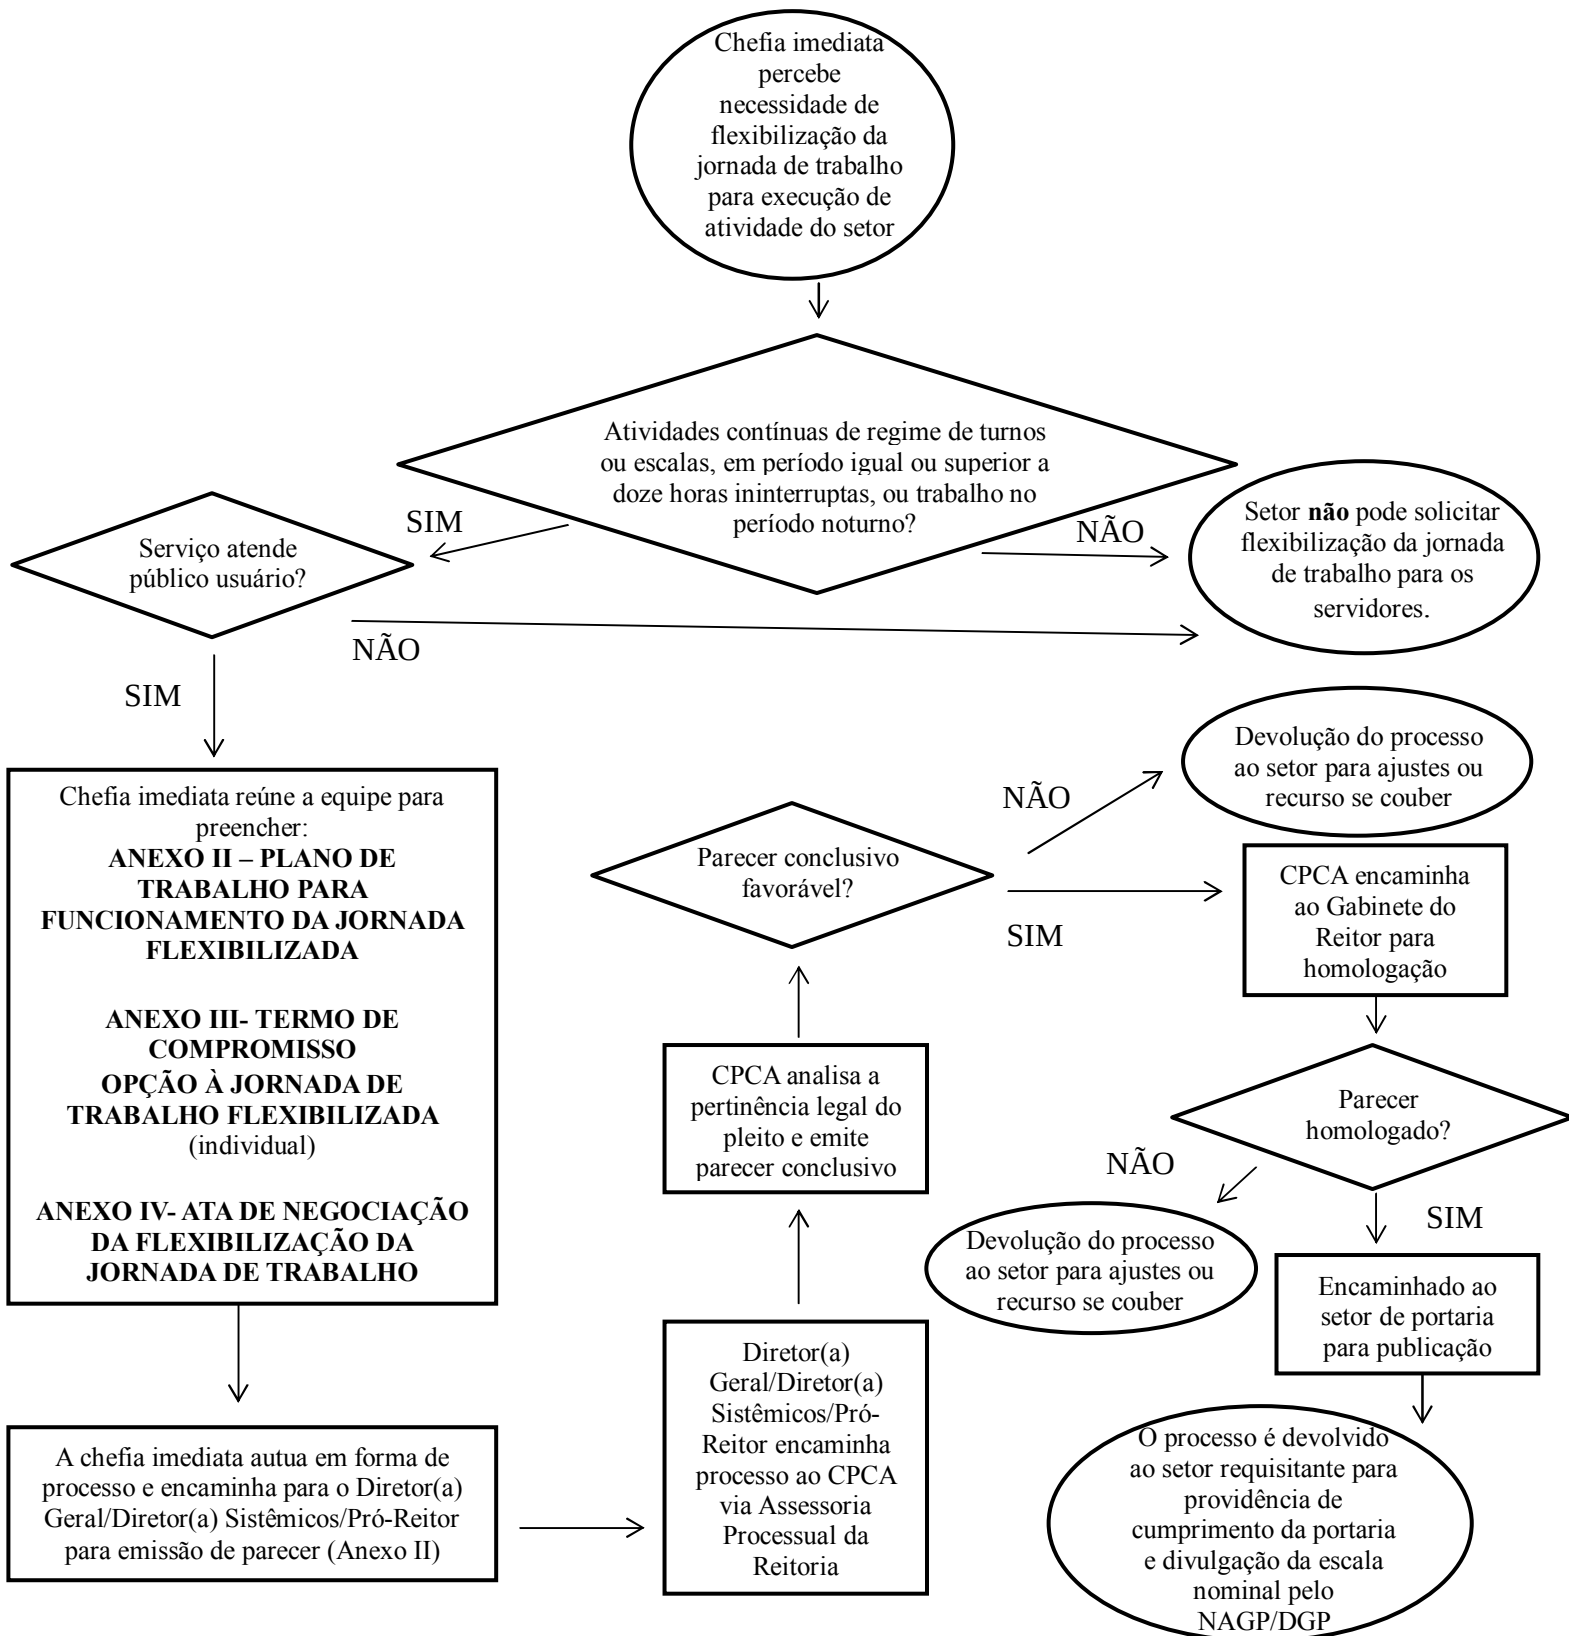 Chefia imediata
percebe
necessidade de
flexibilização da
jornada de trabalho
para execução de
atividade do setor
Atividades contínuas de regime de turnos
ou escalas, em período igual ou superior a
doze horas ininterruptas, ou trabalho no
período noturno?
SIM
NÃO
Setor não pode solicitar
flexibilização da jornada
de trabalho para os
servidores.
Serviço atende
público usuário?
NÃO
SIM
Chefia imediata reúne a equipe para
preencher:
ANEXO II – PLANO DE
TRABALHO PARA
FUNCIONAMENTO DA JORNADA
FLEXIBILIZADA
ANEXO III- TERMO DE
COMPROMISSO
OPÇÃO À JORNADA DE
TRABALHO FLEXIBILIZADA
(individual)
ANEXO IV- ATA DE NEGOCIAÇÃO
DA FLEXIBILIZAÇÃO DA
JORNADA DE TRABALHO
A chefia imediata autua em forma de
processo e encaminha para o Diretor(a)
Geral/Diretor(a) Sistêmicos/Pró-Reitor
para emissão de parecer (Anexo II)
Diretor(a)
Geral/Diretor(a)
Sistêmicos/Pró-
Reitor encaminha
processo ao CPCA
via Assessoria
Processual da
Reitoria
CPCA analisa a
pertinência legal do
pleito e emite
parecer conclusivo
Parecer conclusivo
favorável?
NÃO
Devolução do processo
ao setor para ajustes ou
recurso se couber
SIM
CPCA encaminha
ao Gabinete do
Reitor para
homologação
Parecer
homologado?
NÃO
Devolução do processo
ao setor para ajustes ou
recurso se couber
SIM
Encaminhado ao
setor de portaria
para publicação
O processo é devolvido
ao setor requisitante para
providência de
cumprimento da portaria
e divulgação da escala
nominal pelo
NAGP/DGP